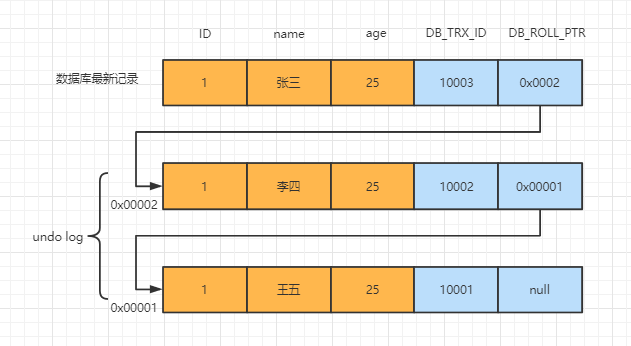 ID name age DB_TRX_ID DB_ROLL_PTR
数据库最新记录 1 张三 25 10003 0x0002
1 李四 25 10002 0x00001
0x00002
undo log
1 王五 25 10001 null
0x00001